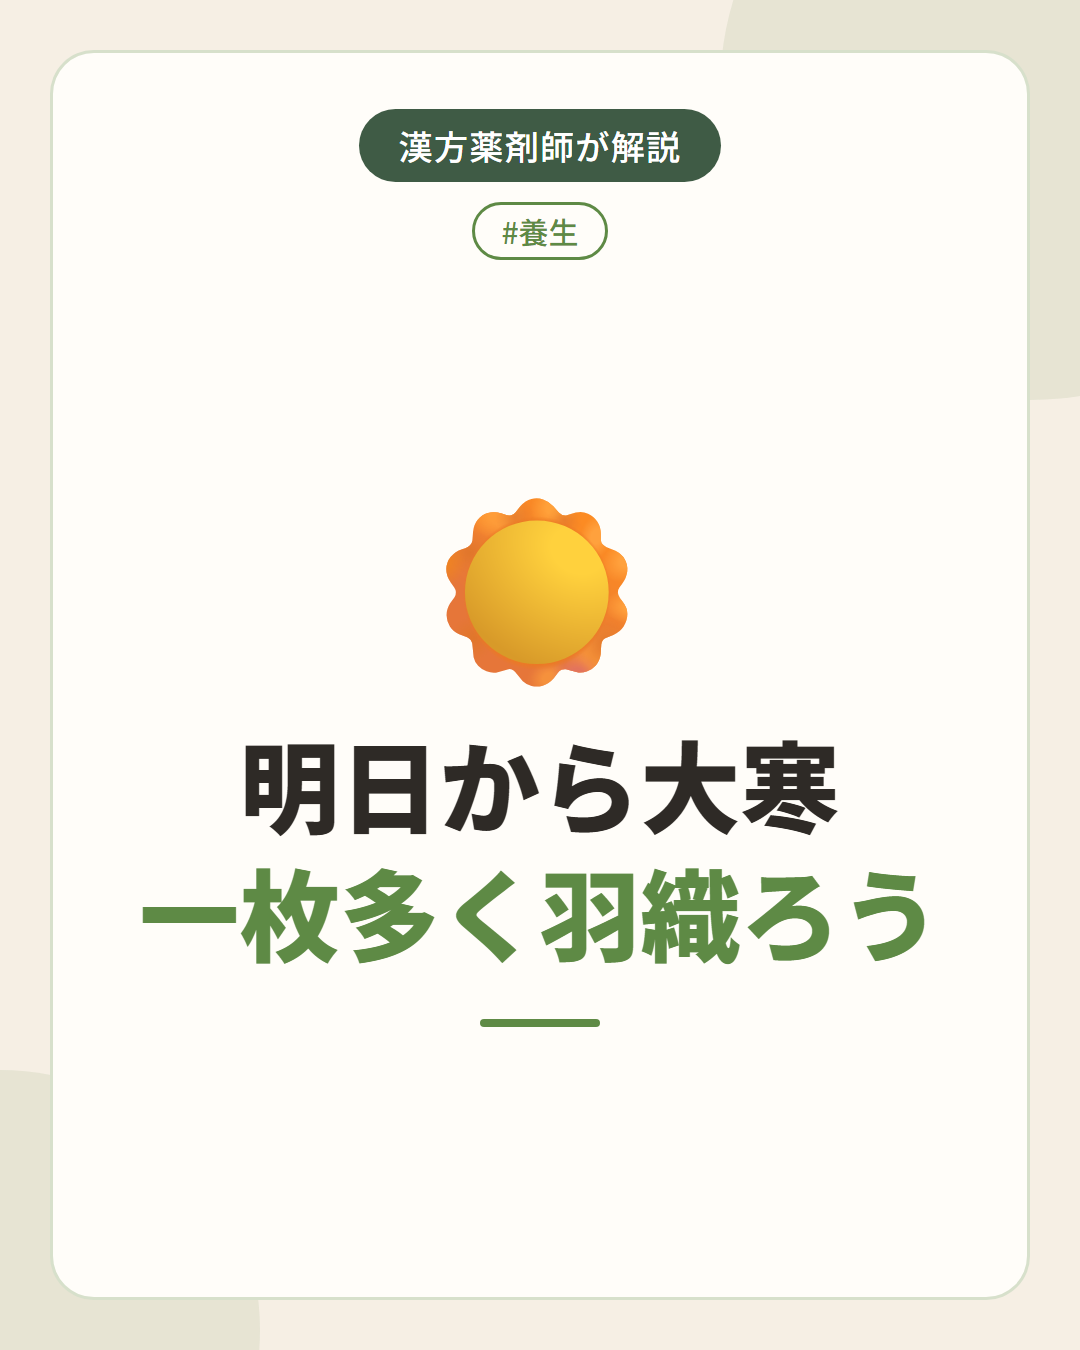 漢方薬剤師が解説
#養生
明日から大寒
一枚多く羽織ろう